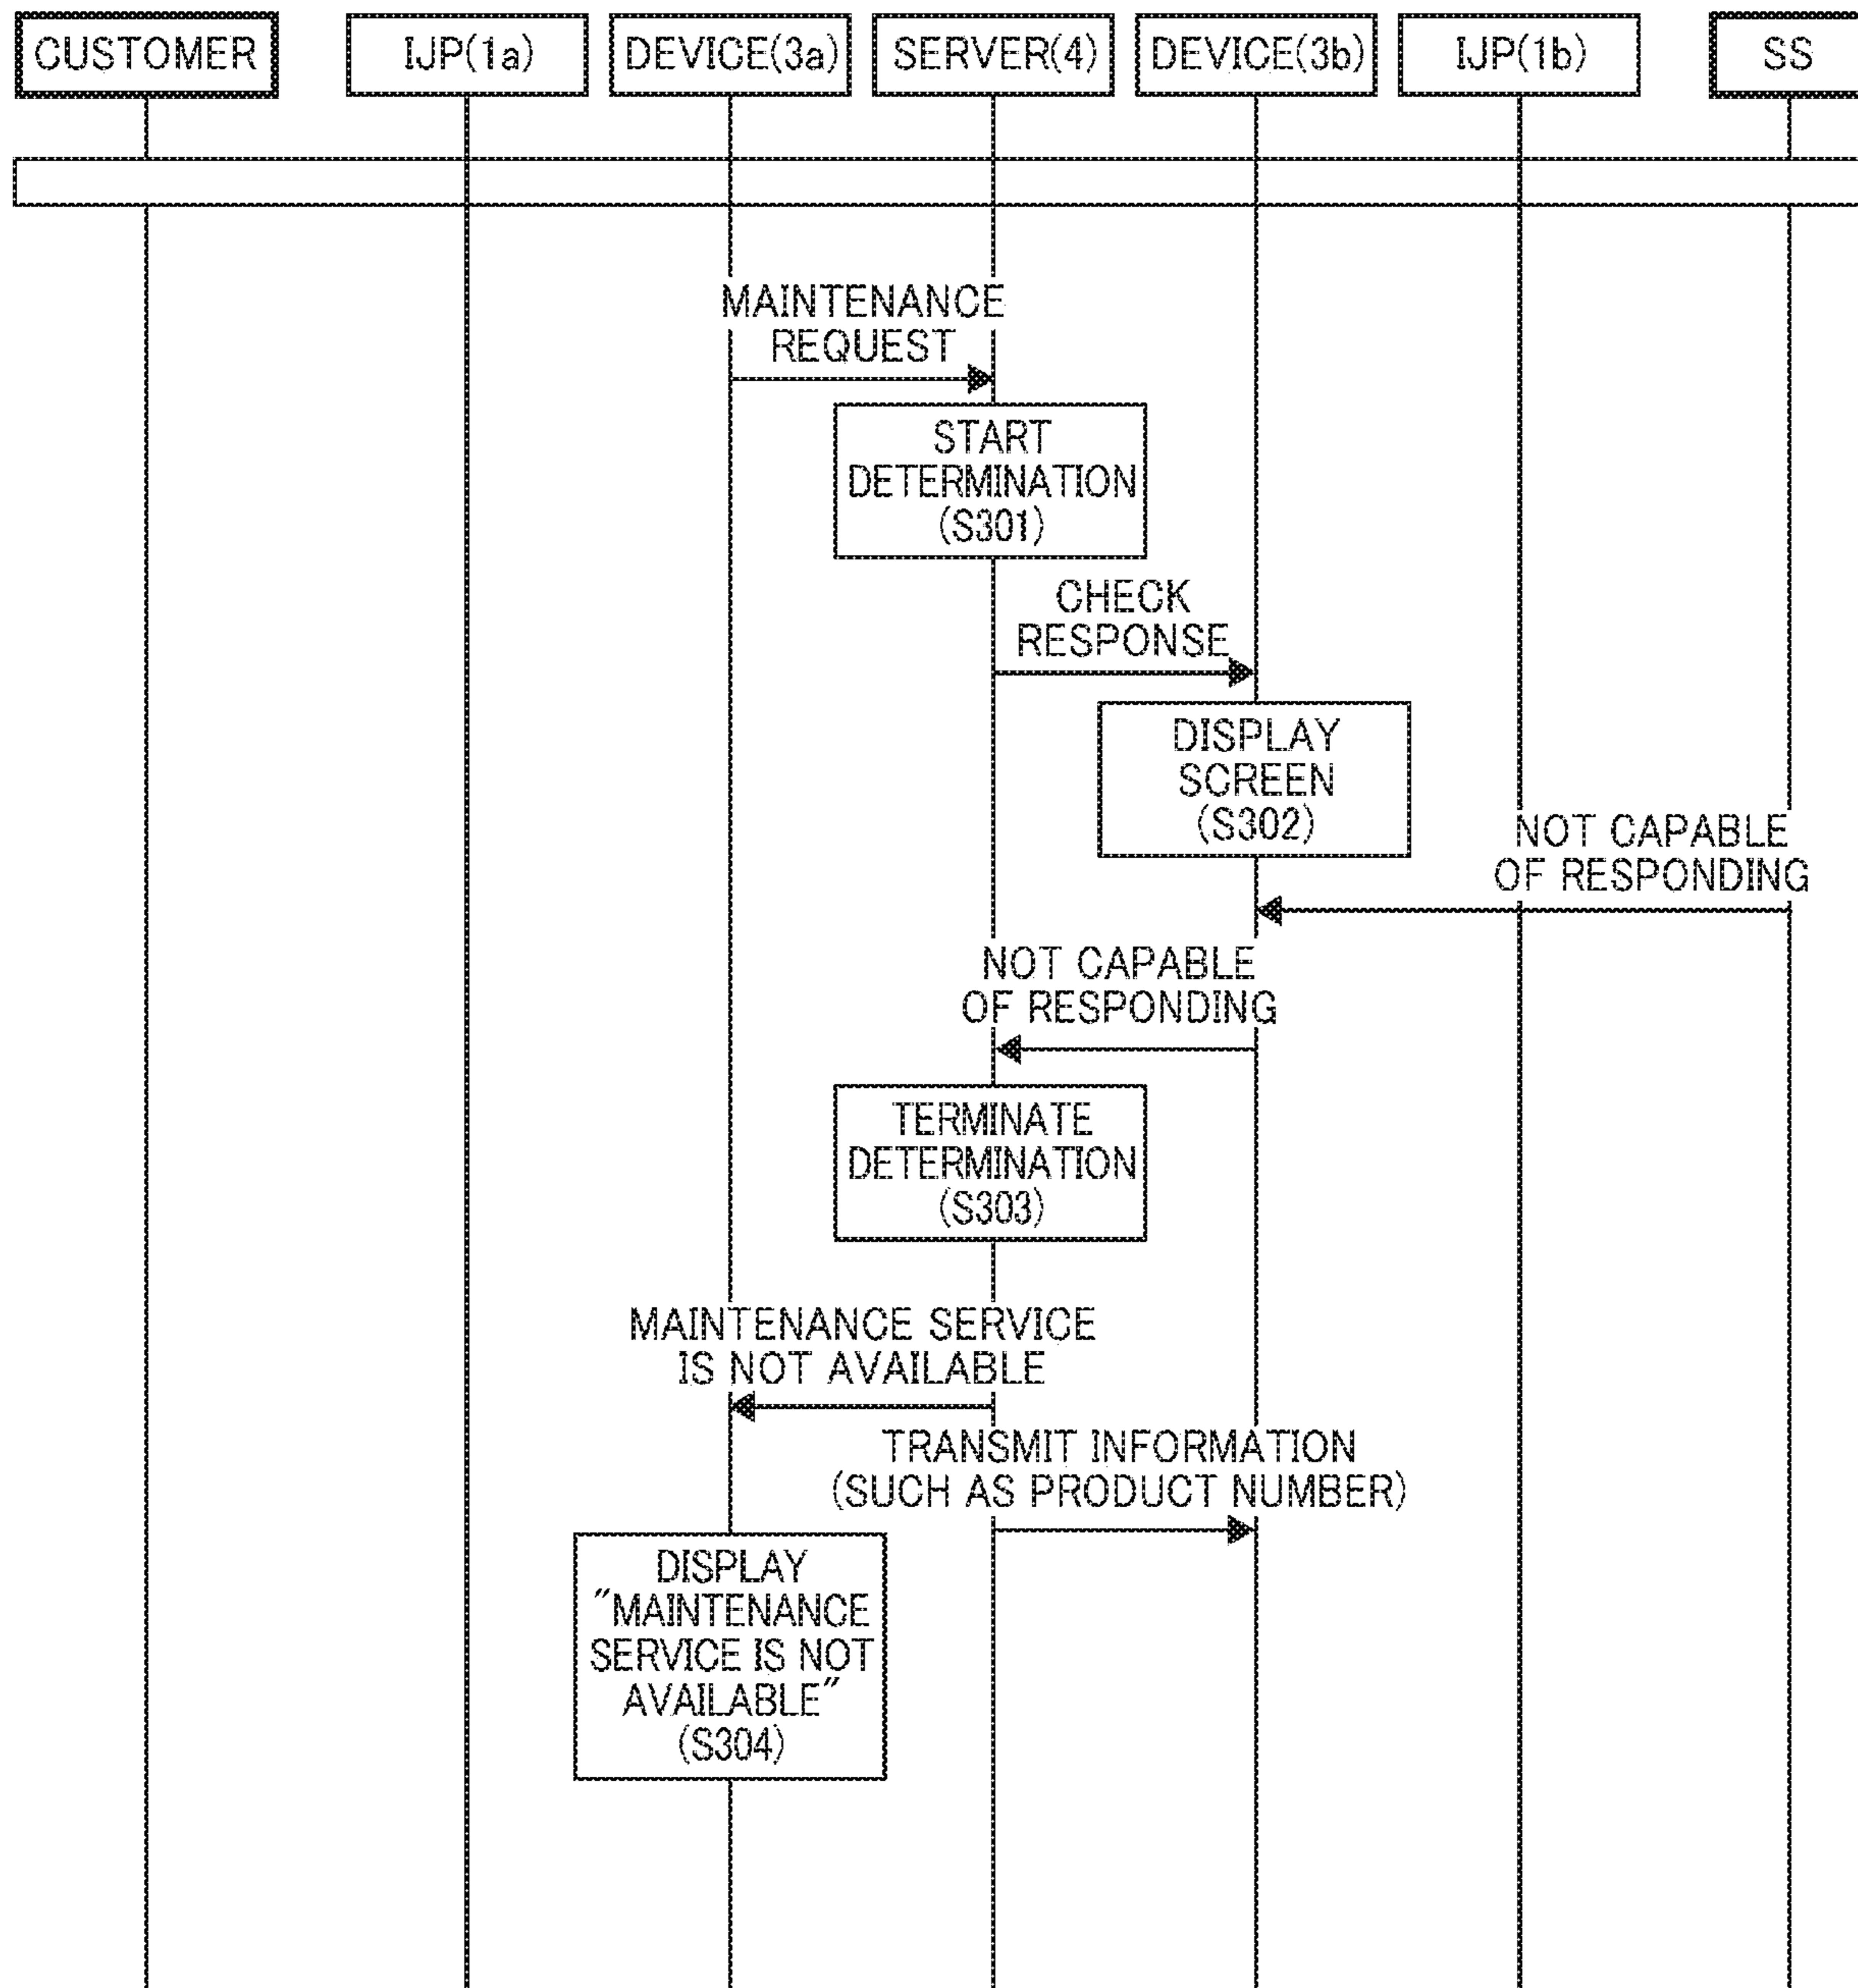 CUSTOMER
IJP(1a)
DEVICE(3a)
SERVER(4)
DEVICE(3b)
IJP(1b)
SS
MAINTENANCE
REQUEST
START
DETERMINATION
(S301)
CHECK
RESPONSE
DISPLAY
SCREEN
(S302)
NOT CAPABLE
OF RESPONDING
NOT CAPABLE
OF RESPONDING
TERMINATE
DETERMINATION
(S303)
MAINTENANCE SERVICE
IS NOT AVAILABLE
TRANSMIT INFORMATION
(SUCH AS PRODUCT NUMBER)
DISPLAY
"MAINTENANCE
SERVICE IS NOT
AVAILABLE"
(S304)